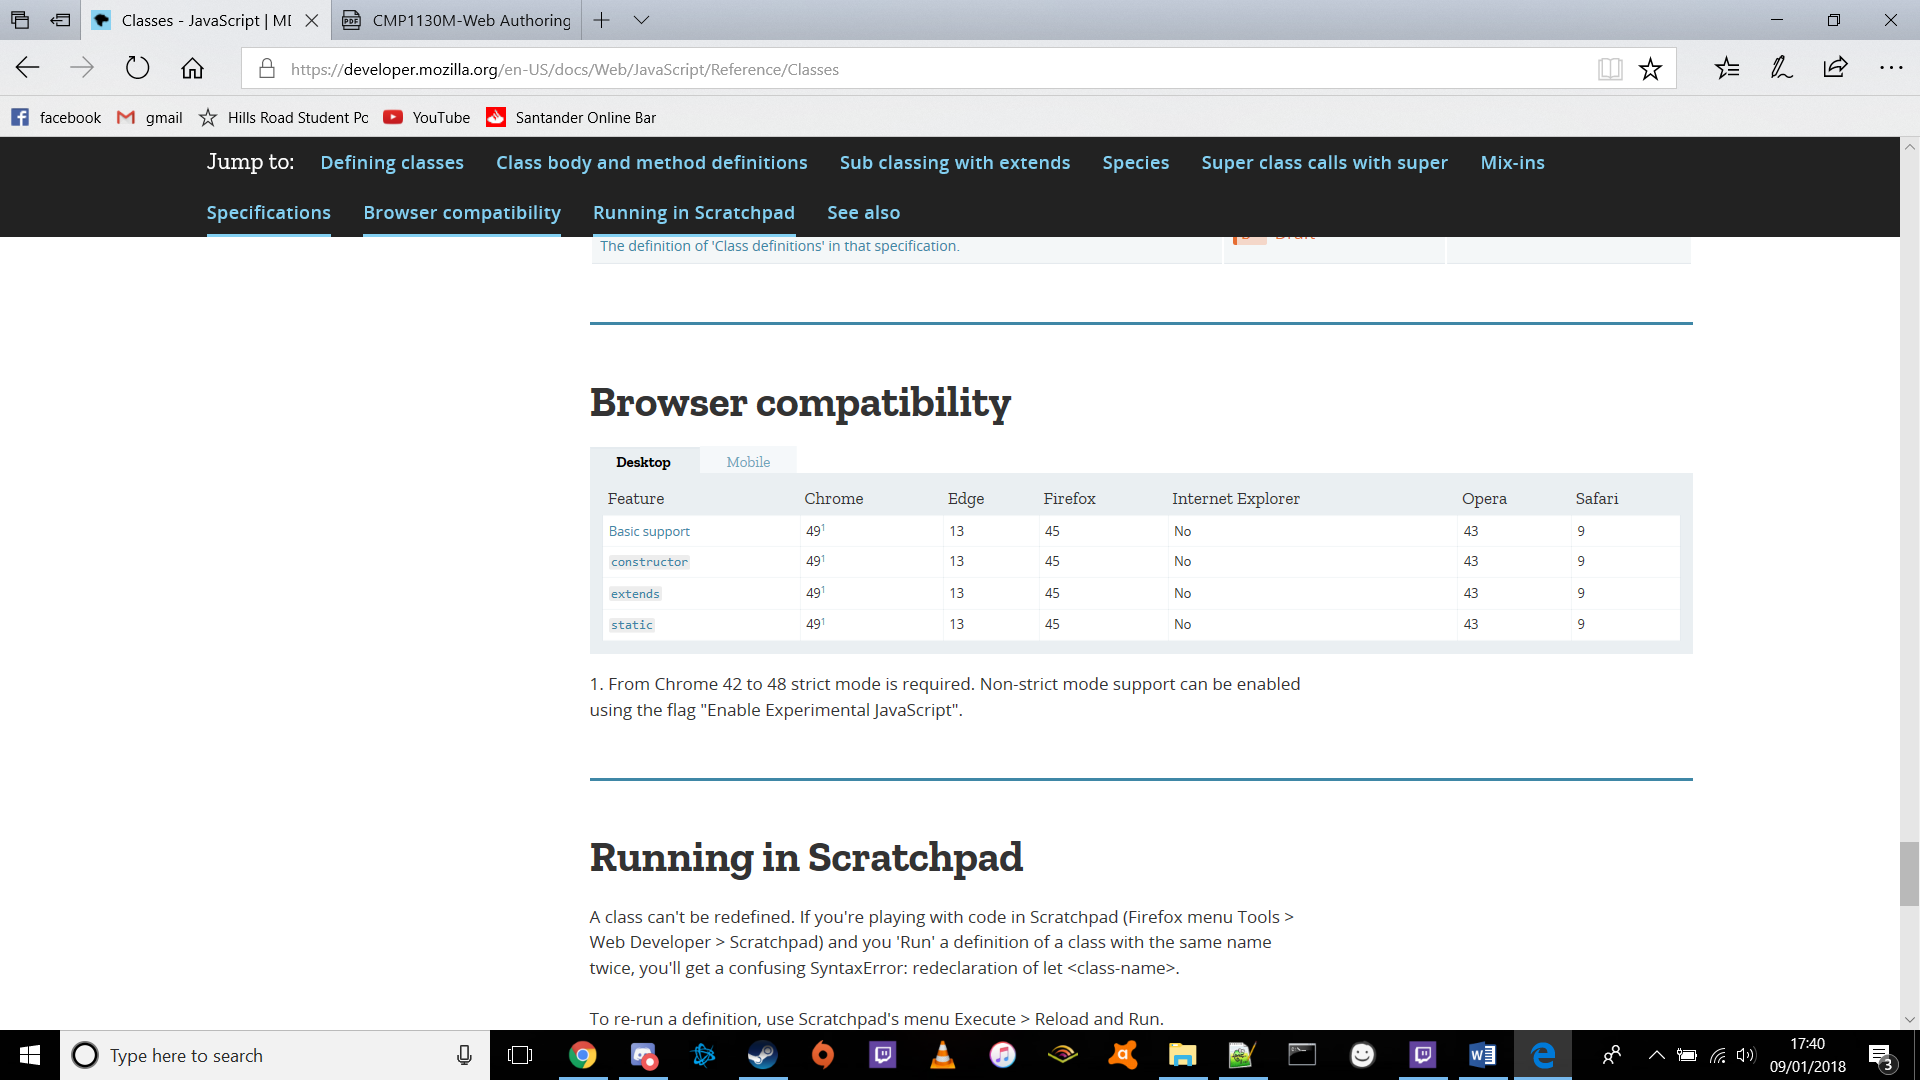 Classes - JavaScript | MI
CMP1130M-Web Authoring
https://developer.mozilla.org/en-US/docs/Web/JavaScript/Reference/Classes
facebook gmail Hills Road Student Pc YouTube Santander Online Bar
Jump to: Defining classes Class body and method definitions Sub classing with extends Species Super class calls with super Mix-ins
Specifications Browser compatibility Running in Scratchpad See also
The definition of 'Class definitions' in that specification.
Browser compatibility
Desktop Mobile
Feature Chrome Edge Firefox Internet Explorer Opera Safari
Basic support 49¹ 13 45 No 43 9
constructor 49¹ 13 45 No 43 9
extends 49¹ 13 45 No 43 9
static 49¹ 13 45 No 43 9
1. From Chrome 42 to 48 strict mode is required. Non-strict mode support can be enabled
using the flag "Enable Experimental JavaScript".
Running in Scratchpad
A class can't be redefined. If you're playing with code in Scratchpad (Firefox menu Tools >
Web Developer > Scratchpad) and you 'Run' a definition of a class with the same name
twice, you'll get a confusing SyntaxError: redeclaration of let <class-name>.
To re-run a definition, use Scratchpad's menu Execute > Reload and Run.
Type here to search
17:40
09/01/2018
3